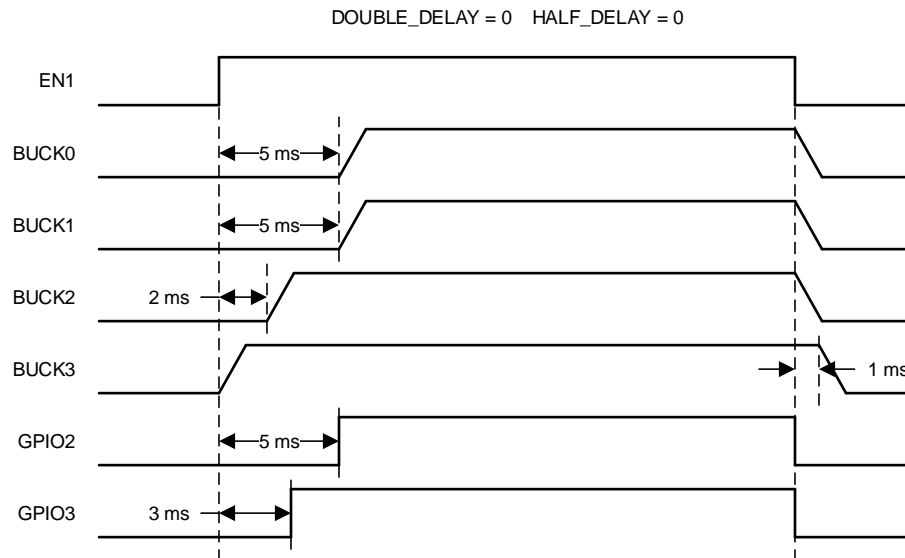 DOUBLE_DELAY = 0 HALF_DELAY = 0
EN1
BUCK0
5 ms
BUCK1
5 ms
BUCK2
2 ms
BUCK3
1 ms
GPIO2
5 ms
GPIO3
3 ms